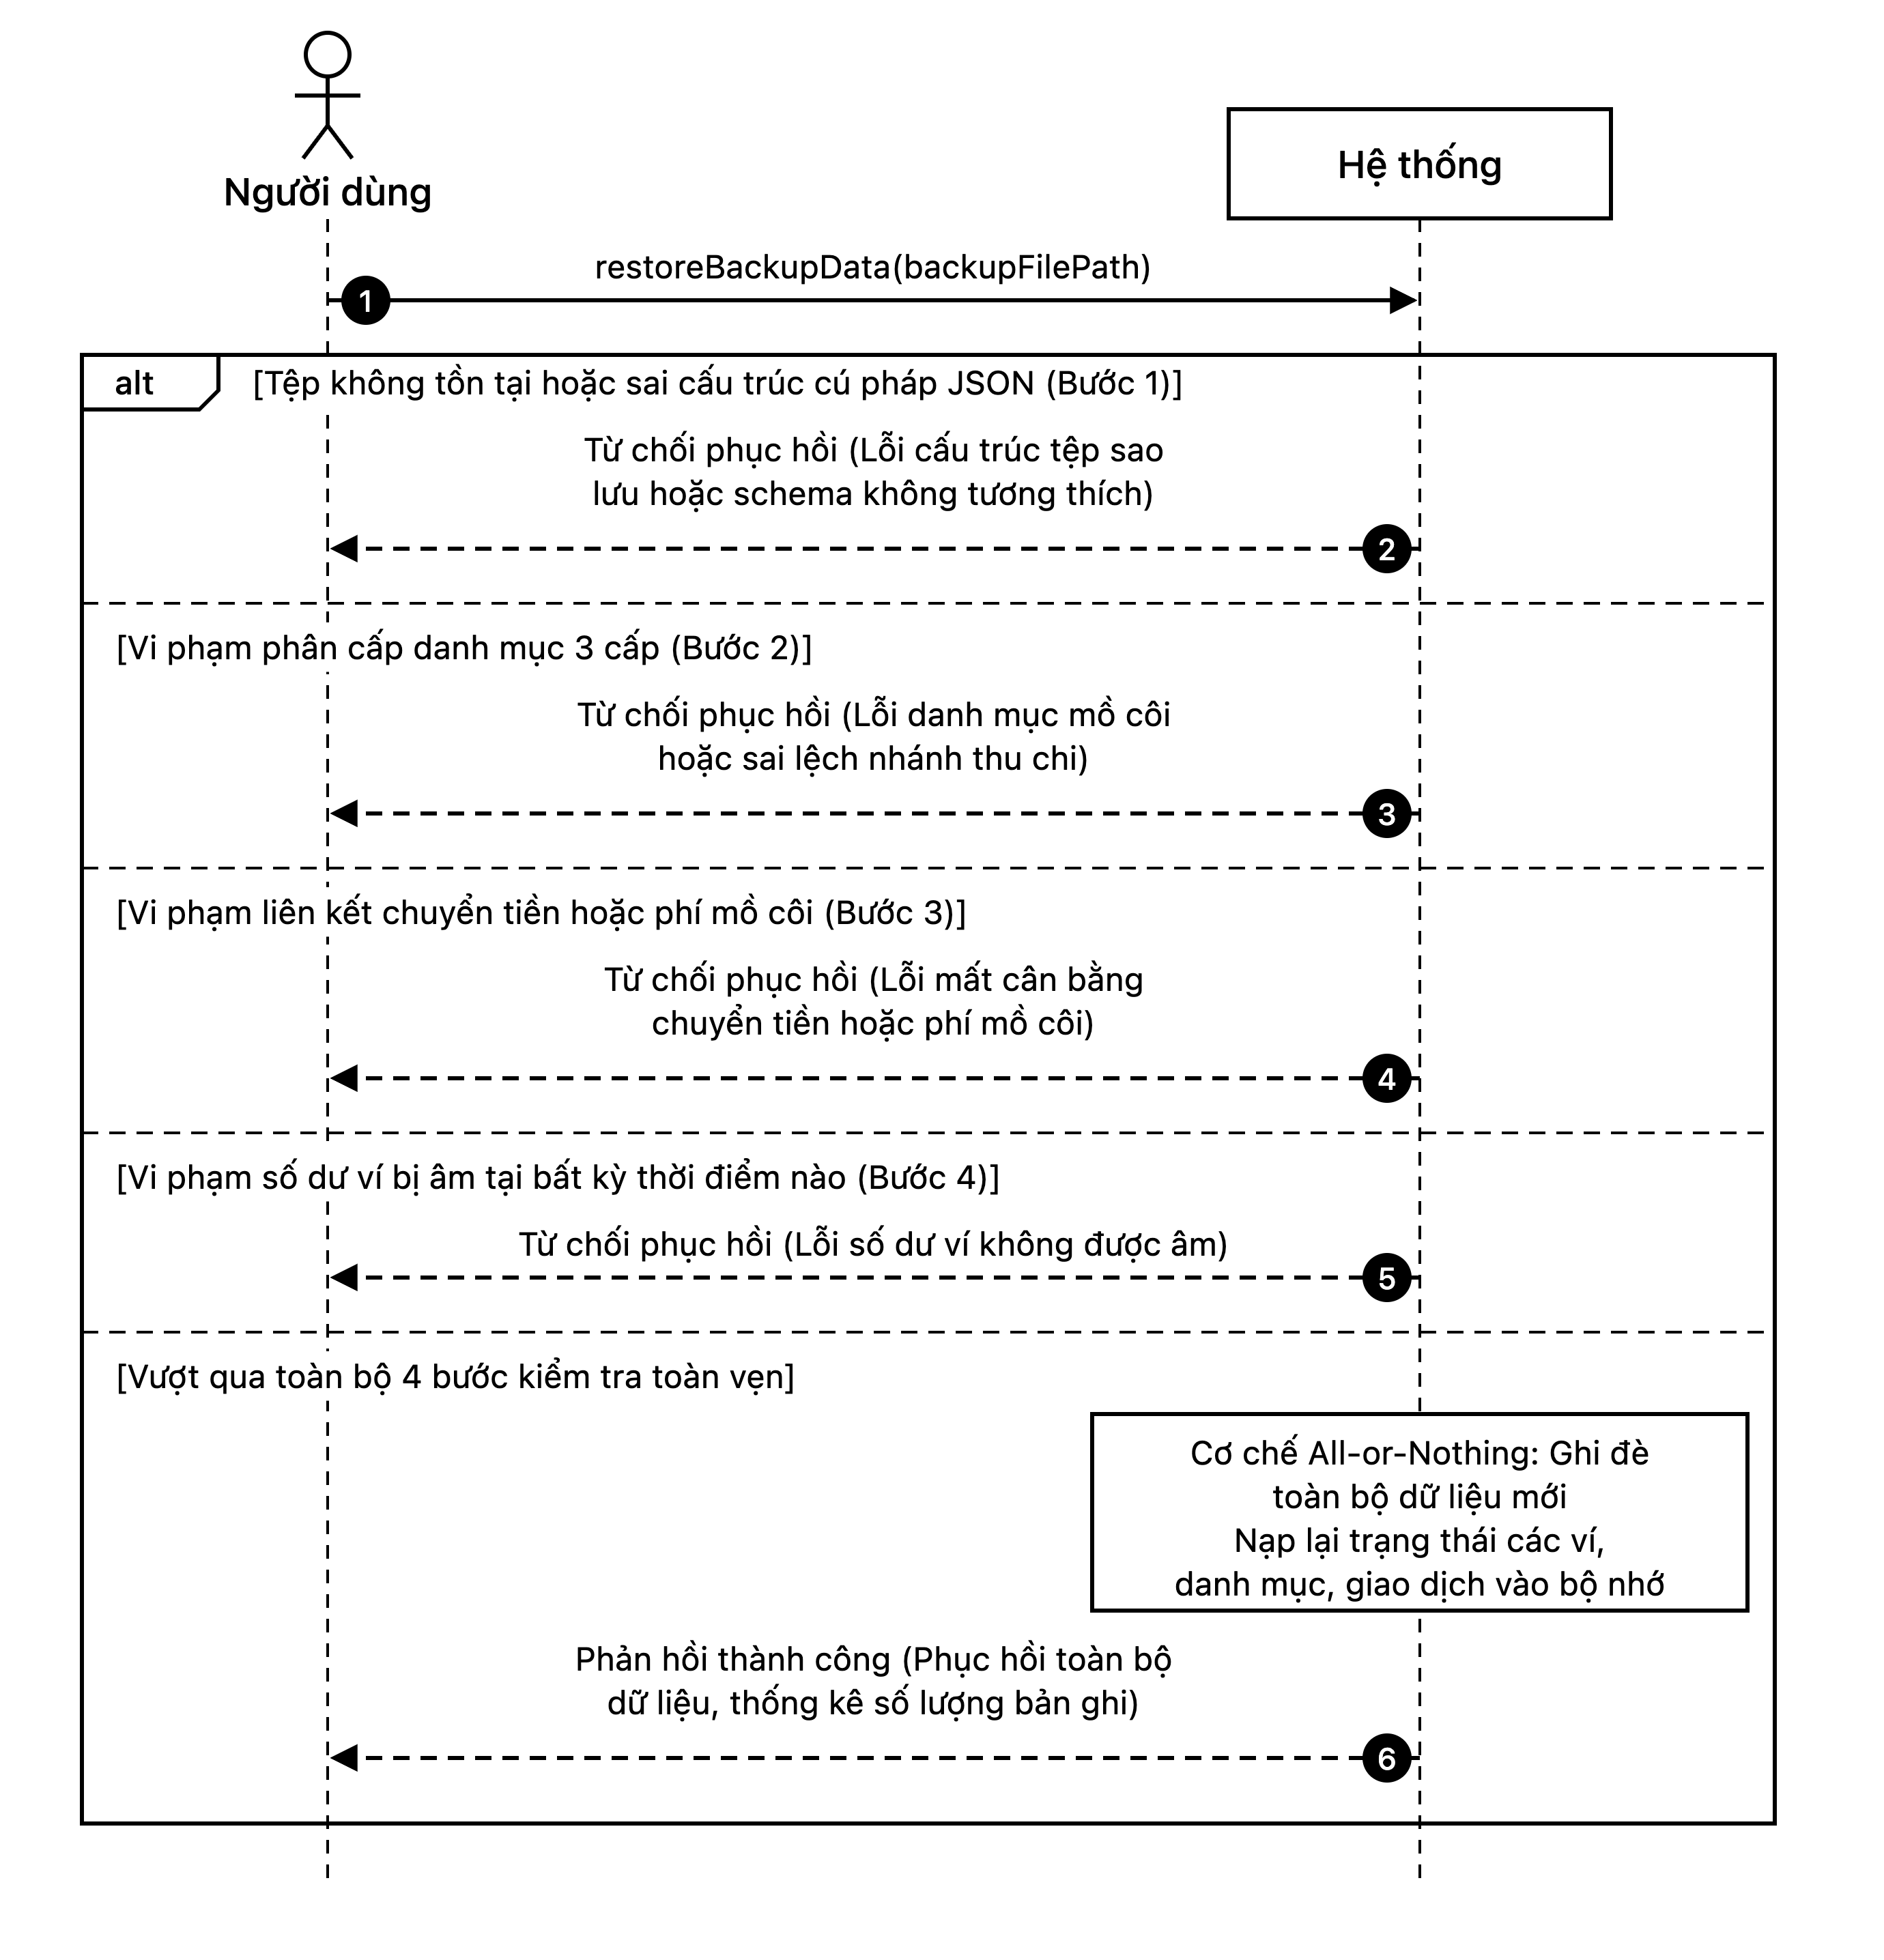 Người dùng
Hệ thống
restoreBackupData(backupFilePath)
1
alt
[Tệp không tồn tại hoặc sai cấu trúc cú pháp JSON (Bước 1)]
Từ chối phục hồi (Lỗi cấu trúc tệp sao
lưu hoặc schema không tương thích)
2
[Vi phạm phân cấp danh mục 3 cấp (Bước 2)]
Từ chối phục hồi (Lỗi danh mục mồ côi
hoặc sai lệch nhánh thu chi)
3
[Vi phạm liên kết chuyển tiền hoặc phí mồ côi (Bước 3)]
Từ chối phục hồi (Lỗi mất cân bằng
chuyển tiền hoặc phí mồ côi)
4
[Vi phạm số dư ví bị âm tại bất kỳ thời điểm nào (Bước 4)]
Từ chối phục hồi (Lỗi số dư ví không được âm)
5
[Vượt qua toàn bộ 4 bước kiểm tra toàn vẹn]
Cơ chế All-or-Nothing: Ghi đè
toàn bộ dữ liệu mới
Nạp lại trạng thái các ví,
danh mục, giao dịch vào bộ nhớ
Phản hồi thành công (Phục hồi toàn bộ
dữ liệu, thống kê số lượng bản ghi)
6